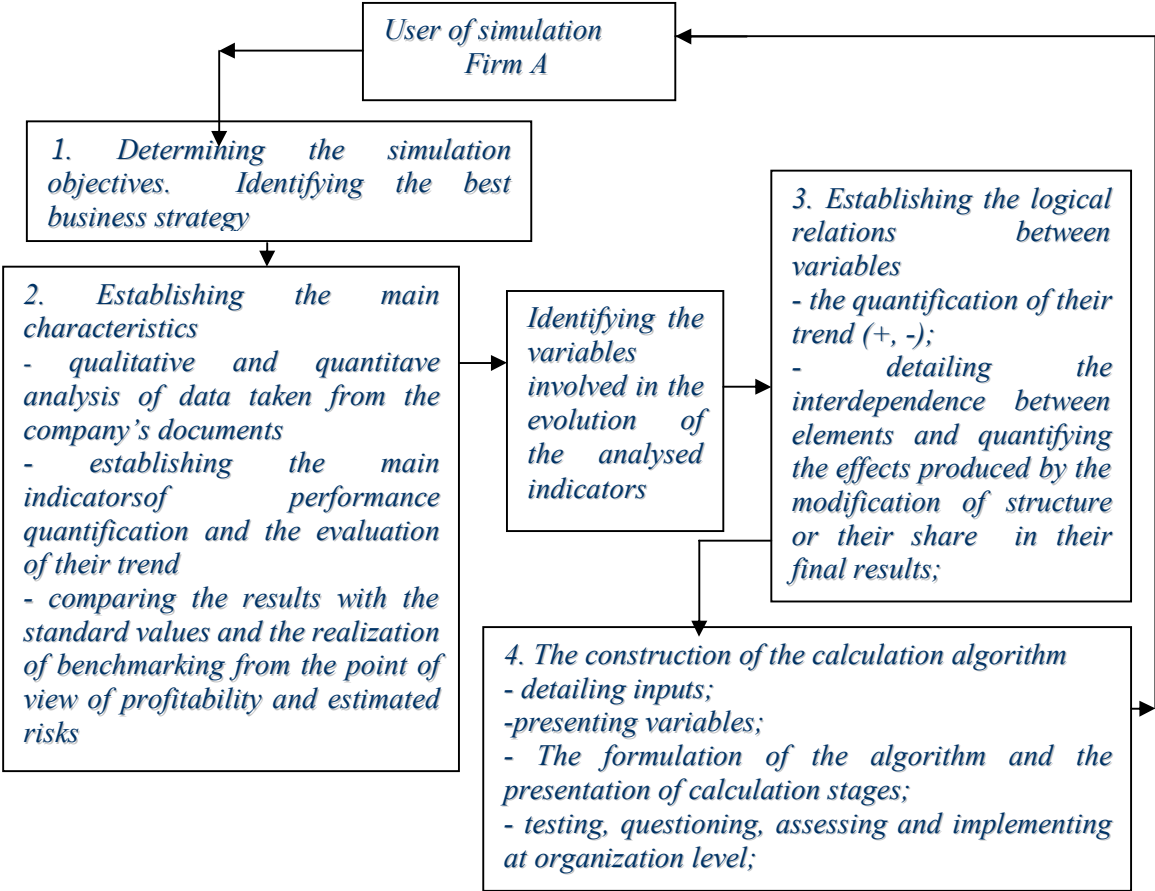 User of simulation
Firm A
1. Determining the simulation
objectives. Identifying the best
business strategy
2. Establishing the main
characteristics
- qualitative and quantitave
analysis of data taken from the
company’s documents
- establishing the main
indicatorsof performance
quantification and the evaluation
of their trend
- comparing the results with the
standard values and the realization
of benchmarking from the point of
view of profitability and estimated
risks
Identifying the
variables
involved in the
evolution of
the analysed
indicators
3. Establishing the logical
relations between
variables
- the quantification of their
trend (+, -);
- detailing the
interdependence between
elements and quantifying
the effects produced by the
modification of structure
or their share in their
final results;
4. The construction of the calculation algorithm
- detailing inputs;
-presenting variables;
- The formulation of the algorithm and the
presentation of calculation stages;
- testing, questioning, assessing and implementing
at organization level;